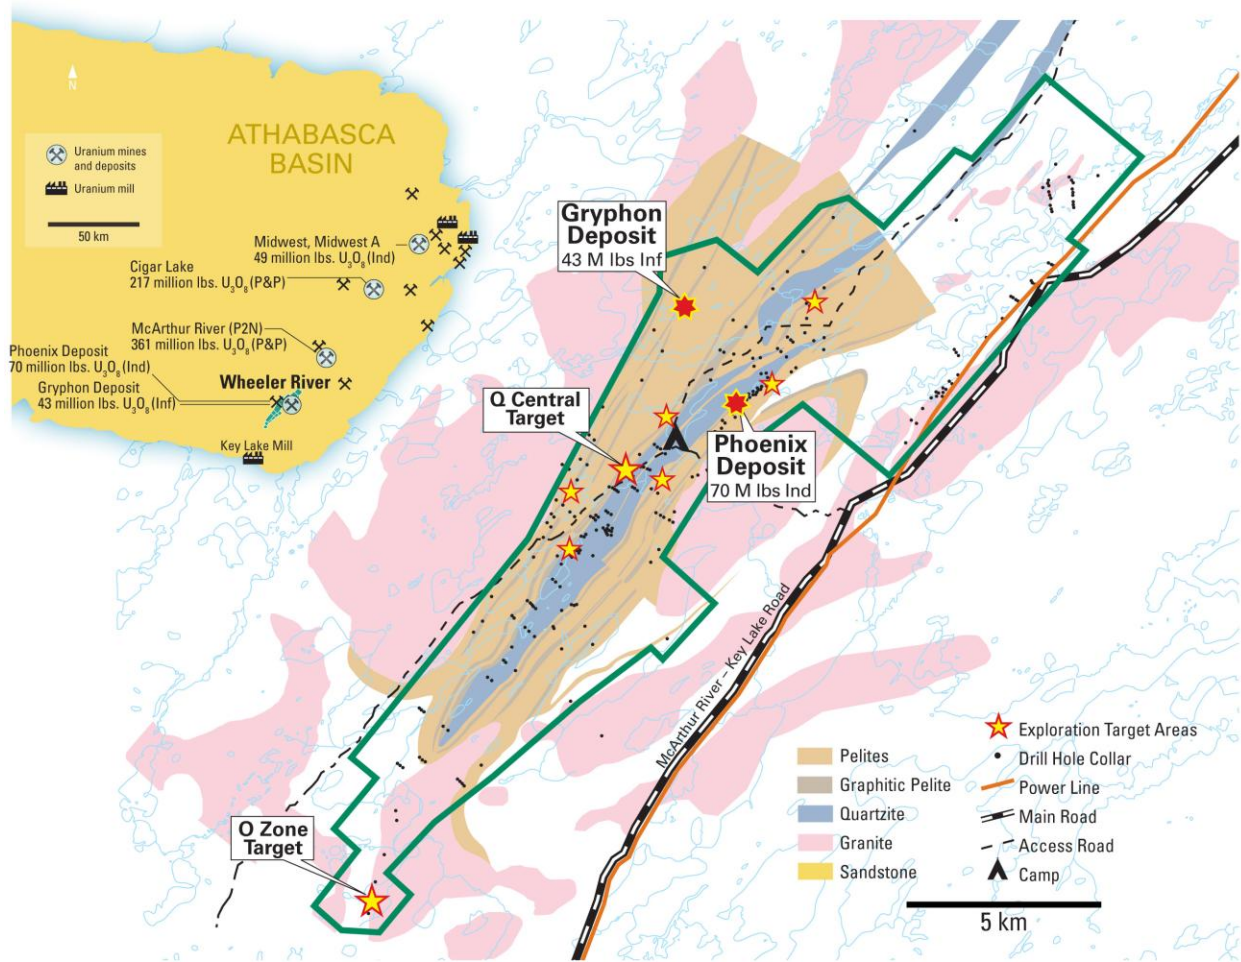 N
ATHABASCA
BASIN
Uranium mines
and deposits
Uranium mill
50 km
Midwest, Midwest A
49 million lbs. U3O8 (Ind)
Cigar Lake
217 million lbs. U3O8 (P&P)
McArthur River (P2N)
361 million lbs. U3O8 (P&P)
Phoenix Deposit
70 million lbs. U3O8 (Ind)
Wheeler River
Gryphon Deposit
43 million lbs. U3O8 (Inf)
Key Lake Mill
Gryphon
Deposit
43 M lbs Inf
Q Central
Target
Phoenix
Deposit
70 M lbs Ind
O Zone
Target
McArthur River – Key Lake Road
Pelites
Graphitic Pelite
Quartzite
Granite
Sandstone
Exploration Target Areas
Drill Hole Collar
Power Line
Main Road
Access Road
Camp
5 km